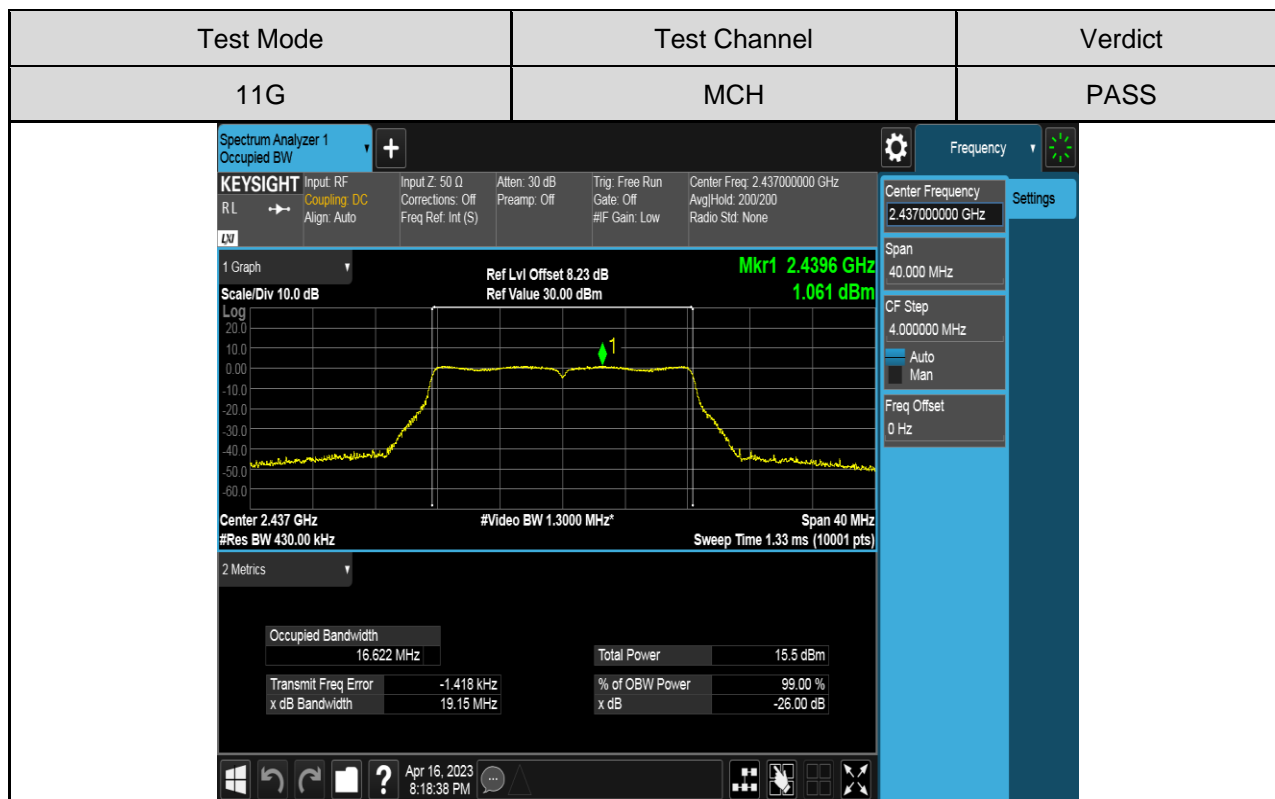 Test Mode Test Channel Verdict
11G MCH PASS
Spectrum Analyzer 1
Occupied BW
+
Frequency
KEYSIGHT Input: RF Input Z: 50 Ω Atten: 30 dB Trig: Free Run Center Freq: 2.437000000 GHz
RL Coupling: DC Corrections: Off Preamp: Off Gate: Off Avg|Hold: 200/200
Align: Auto Freq Ref: Int (S) #IF Gain: Low Radio Std: None
LXI
Center Frequency
2.437000000 GHz
Settings
Span
40.000 MHz
CF Step
4.000000 MHz
Auto
Man
Freq Offset
0 Hz
1 Graph Ref Lvl Offset 8.23 dB Mkr1 2.4396 GHz
Scale/Div 10.0 dB Ref Value 30.00 dBm 1.061 dBm
Log
20.0
10.0
1
0.00
-10.0
-20.0
-30.0
-40.0
-50.0
-60.0
Center 2.437 GHz #Video BW 1.3000 MHz* Span 40 MHz
#Res BW 430.00 kHz Sweep Time 1.33 ms (10001 pts)
2 Metrics
Occupied Bandwidth
16.622 MHz Total Power 15.5 dBm
Transmit Freq Error -1.418 kHz % of OBW Power 99.00 %
x dB Bandwidth 19.15 MHz x dB -26.00 dB
? Apr 16, 2023
8:18:38 PM